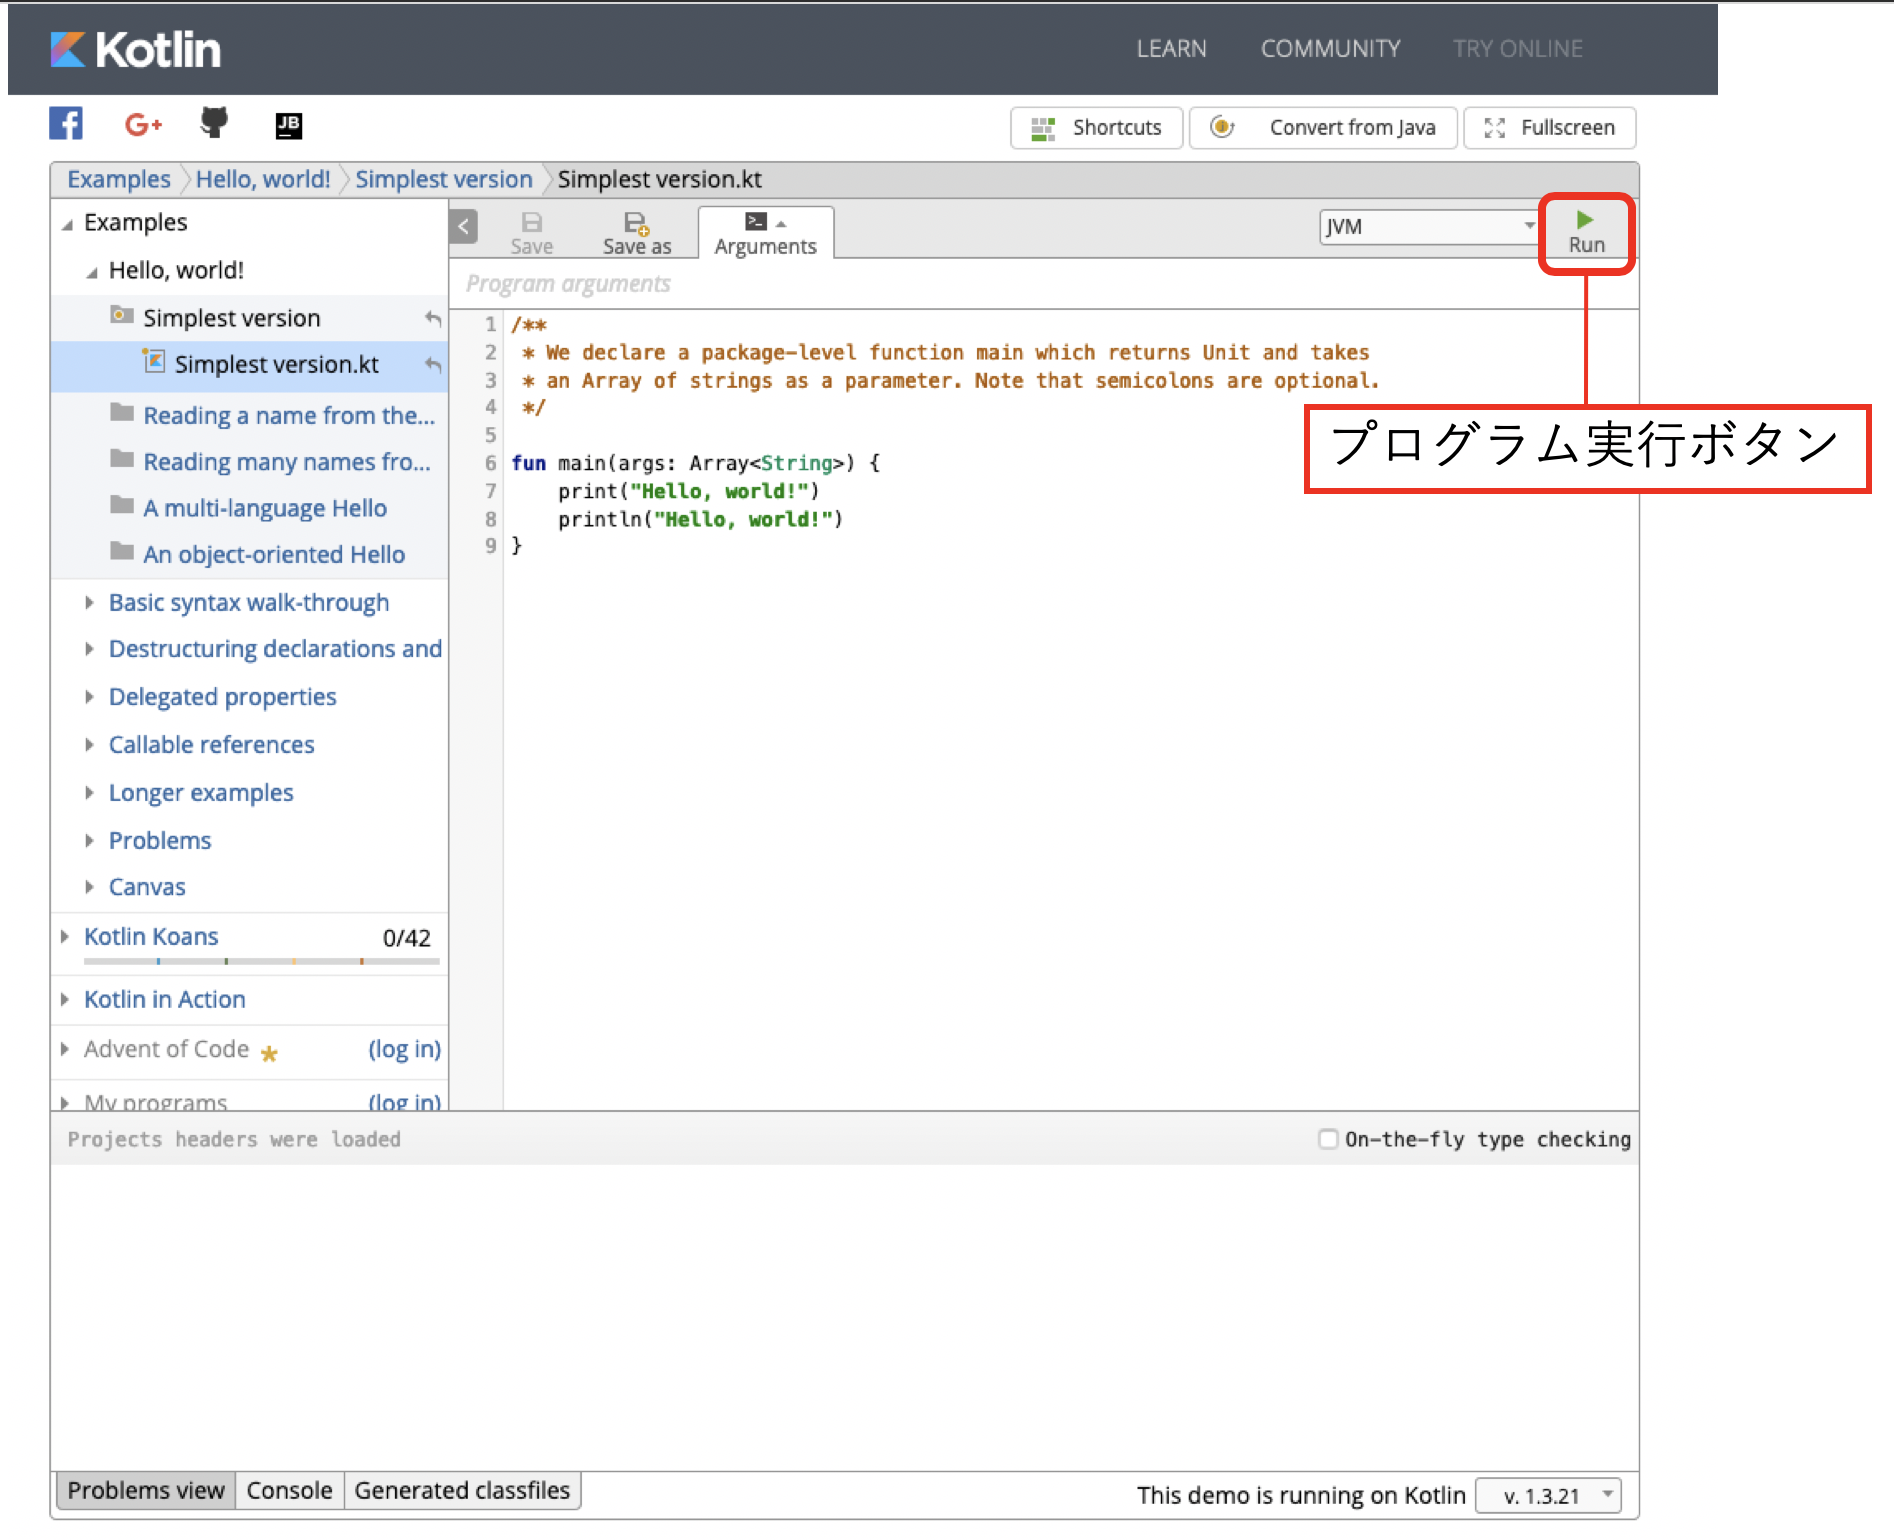 Kotlin
LEARN COMMUNITY TRY ONLINE
f G+ JB Shortcuts Convert from Java Fullscreen
Examples Hello, world! Simplest version Simplest version.kt
Examples
Hello, world!
Simplest version
Simplest version.kt
Reading a name from the...
Reading many names fro...
A multi-language Hello
An object-oriented Hello
Basic syntax walk-through
Destructuring declarations and
Delegated properties
Callable references
Longer examples
Problems
Canvas
Kotlin Koans 0/42
Kotlin in Action
Advent of Code (log in)
My programs (log in)
< Save Save as >_ Arguments JVM Run
Program arguments
プログラム実行ボタン
1 /**
2  * We declare a package-level function main which returns Unit and takes
3  * an Array of strings as a parameter. Note that semicolons are optional.
4  */
5
6 fun main(args: Array<String>) {
7     print("Hello, world!")
8     println("Hello, world!")
9 }
Projects headers were loaded On-the-fly type checking
Problems view Console Generated classfiles This demo is running on Kotlin v. 1.3.21